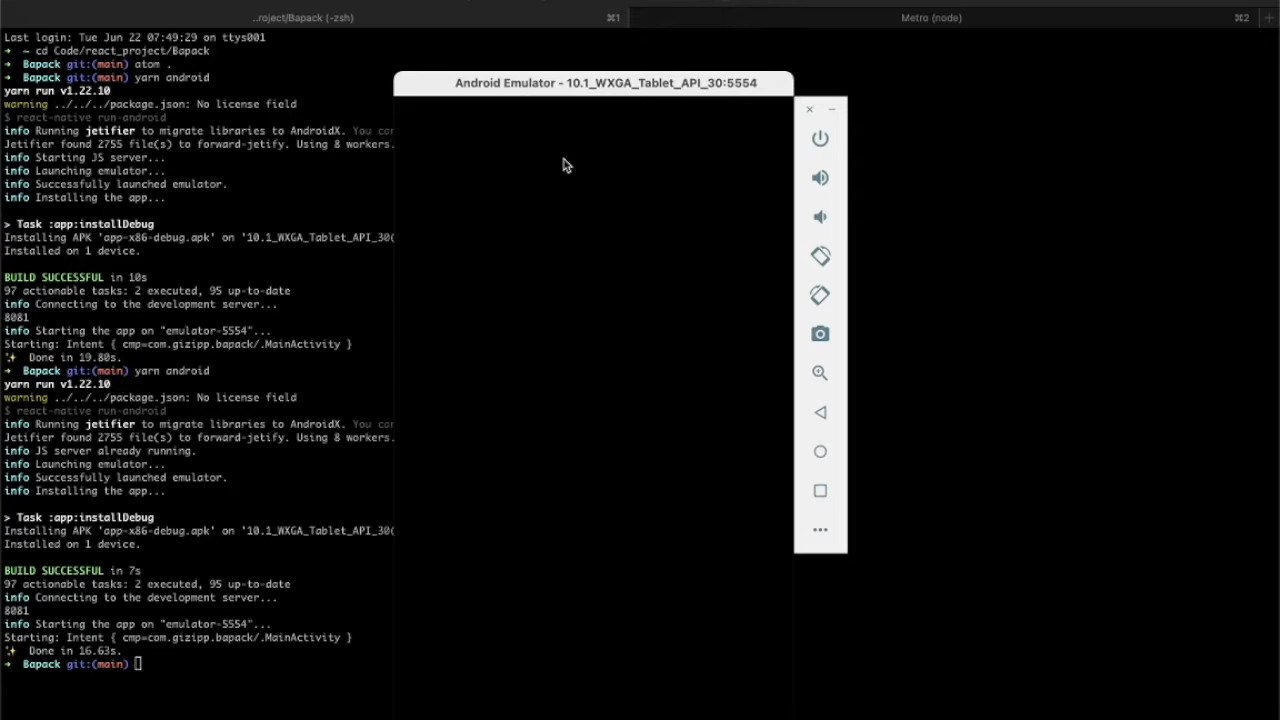 ..roject/Bapack (-zsh) ⌘1 Metro (node) ⌘2 +
Last login: Tue Jun 22 07:49:29 on ttys001
➜ ~ cd Code/react_project/Bapack
➜ Bapack git:(main) atom .
➜ Bapack git:(main) yarn android
yarn run v1.22.10
warning ../../../package.json: No license field
$ react-native run-android
info Running jetifier to migrate libraries to AndroidX. You can
Jetifier found 2755 file(s) to forward-jetify. Using 8 workers.
info Starting JS server...
info Launching emulator...
info Successfully launched emulator.
info Installing the app...
> Task :app:installDebug
Installing APK 'app-x86-debug.apk' on '10.1_WXGA_Tablet_API_30(
Installed on 1 device.
BUILD SUCCESSFUL in 10s
97 actionable tasks: 2 executed, 95 up-to-date
info Connecting to the development server...
8081
info Starting the app on "emulator-5554"...
Starting: Intent { cmp=com.gizipp.bapack/.MainActivity }
✨ Done in 19.80s.
➜ Bapack git:(main) yarn android
yarn run v1.22.10
warning ../../../package.json: No license field
$ react-native run-android
info Running jetifier to migrate libraries to AndroidX. You can
Jetifier found 2755 file(s) to forward-jetify. Using 8 workers.
info JS server already running.
info Launching emulator...
info Successfully launched emulator.
info Installing the app...
> Task :app:installDebug
Installing APK 'app-x86-debug.apk' on '10.1_WXGA_Tablet_API_30(
Installed on 1 device.
BUILD SUCCESSFUL in 7s
97 actionable tasks: 2 executed, 95 up-to-date
info Connecting to the development server...
8081
info Starting the app on "emulator-5554"...
Starting: Intent { cmp=com.gizipp.bapack/.MainActivity }
✨ Done in 16.63s.
➜ Bapack git:(main)
Android Emulator - 10.1_WXGA_Tablet_API_30:5554